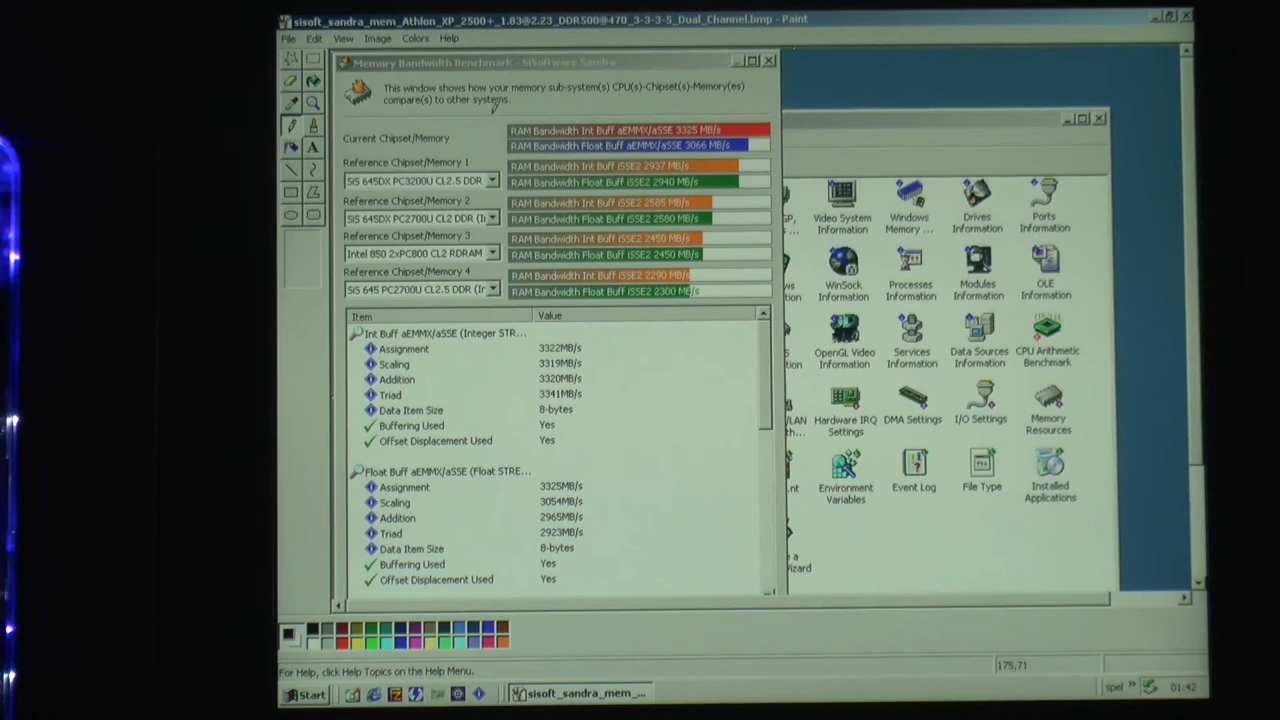 sisoft_sandra_mem_Athlon_XP_2500+_1.83@2.23_DDR500@470_3-3-3-5_Dual_Channel.bmp - Paint
File Edit View Image Colors Help
Memory Bandwidth Benchmark - SiSoftware Sandra
This window shows how your memory sub-system(s) CPU(s)-Chipset(s)-Memory(es)
compare(s) to other systems.
Current Chipset/Memory
RAM Bandwidth Int Buff aEMMX/aSSE 3325 MB/s
RAM Bandwidth Float Buff aEMMX/aSSE 3066 MB/s
Reference Chipset/Memory 1
SiS 645DX PC3200U CL2.5 DDR
RAM Bandwidth Int Buff iSSE2 2937 MB/s
RAM Bandwidth Float Buff iSSE2 2940 MB/s
Reference Chipset/Memory 2
SiS 645DX PC2700U CL2 DDR (Ir
RAM Bandwidth Int Buff iSSE2 2585 MB/s
RAM Bandwidth Float Buff iSSE2 2580 MB/s
Reference Chipset/Memory 3
Intel 850 2xPC800 CL2 RDRAM
RAM Bandwidth Int Buff iSSE2 2450 MB/s
RAM Bandwidth Float Buff iSSE2 2450 MB/s
Reference Chipset/Memory 4
SiS 645 PC2700U CL2.5 DDR (Ir
RAM Bandwidth Int Buff iSSE2 2290 MB/s
RAM Bandwidth Float Buff iSSE2 2300 MB/s
Item Value
Int Buff aEMMX/aSSE (Integer STR...
Assignment 3322MB/s
Scaling 3319MB/s
Addition 3320MB/s
Triad 3341MB/s
Data Item Size 8-bytes
Buffering Used Yes
Offset Displacement Used Yes
Float Buff aEMMX/aSSE (Float STRE...
Assignment 3325MB/s
Scaling 3054MB/s
Addition 2965MB/s
Triad 2923MB/s
Data Item Size 8-bytes
Buffering Used Yes
Offset Displacement Used Yes
GP, Video System Windows Drives Ports
... Information Memory ... Information Information
WinSock Processes Modules OLE
Information Information Information Information
OpenGL Video Services Data Sources CPU Arithmetic
Information Information Information Benchmark
/LAN Hardware IRQ DMA Settings I/O Settings Memory
th... Settings Resources
.nt Environment Event Log File Type Installed
Variables Applications
e a
Wizard
For Help, click Help Topics on the Help Menu.
175,71
Start
sisoft_sandra_mem_...
spel
01:42